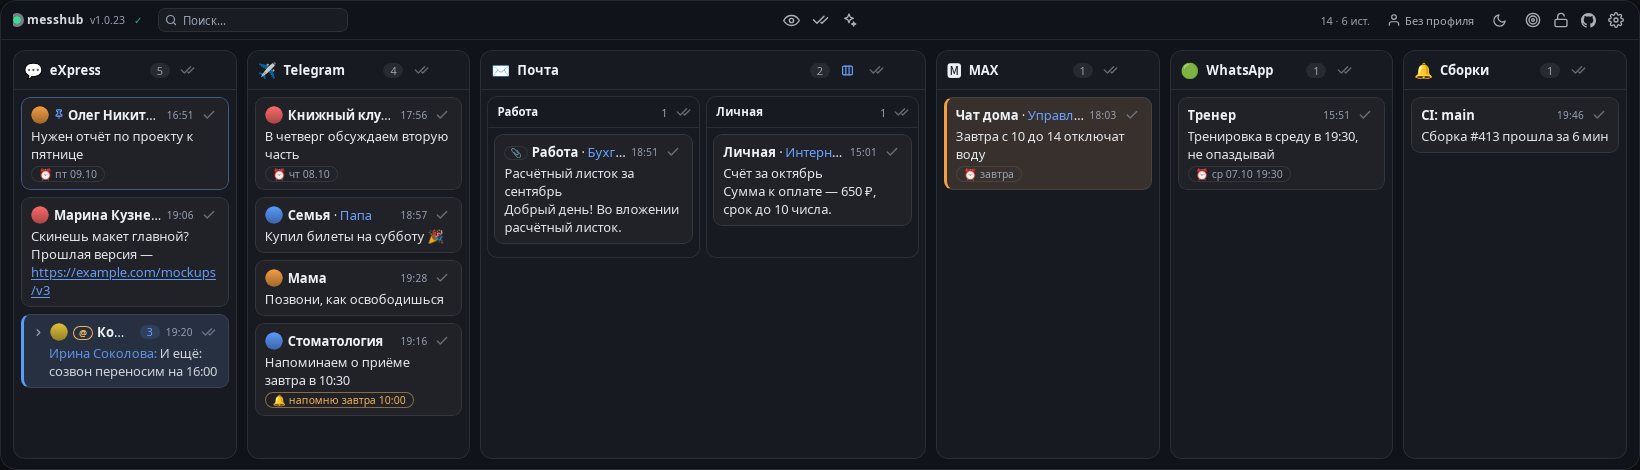 messhub v1.0.23 ✓ Поиск... 14 · 6 ист. Без профиля
💬 eXpress 5
Олег Никит... 16:51
Нужен отчёт по проекту к
пятнице
⏰ пт 09.10
Марина Кузне... 19:06
Скинешь макет главной?
Прошлая версия —
https://example.com/mockups
/v3
Ко... 3 19:20
Ирина Соколова: И ещё:
созвон переносим на 16:00
✈️ Telegram 4
Книжный клу... 17:56
В четверг обсуждаем вторую
часть
⏰ чт 08.10
Семья · Папа 18:57
Купил билеты на субботу 🎉
Мама 19:28
Позвони, как освободишься
Стоматология 19:16
Напоминаем о приёме
завтра в 10:30
🔔 напомню завтра 10:00
✉️ Почта 2
Работа 1
📎 Работа · Бухг... 18:51
Расчётный листок за
сентябрь
Добрый день! Во вложении
расчётный листок.
Личная 1
Личная · Интерн... 15:01
Счёт за октябрь
Сумма к оплате — 650 ₽,
срок до 10 числа.
M MAX 1
Чат дома · Управл... 18:03
Завтра с 10 до 14 отключат
воду
⏰ завтра
🟢 WhatsApp 1
Тренер 15:51
Тренировка в среду в 19:30,
не опаздывай
⏰ ср 07.10 19:30
🔔 Сборки 1
CI: main 19:46
Сборка #413 прошла за 6 мин